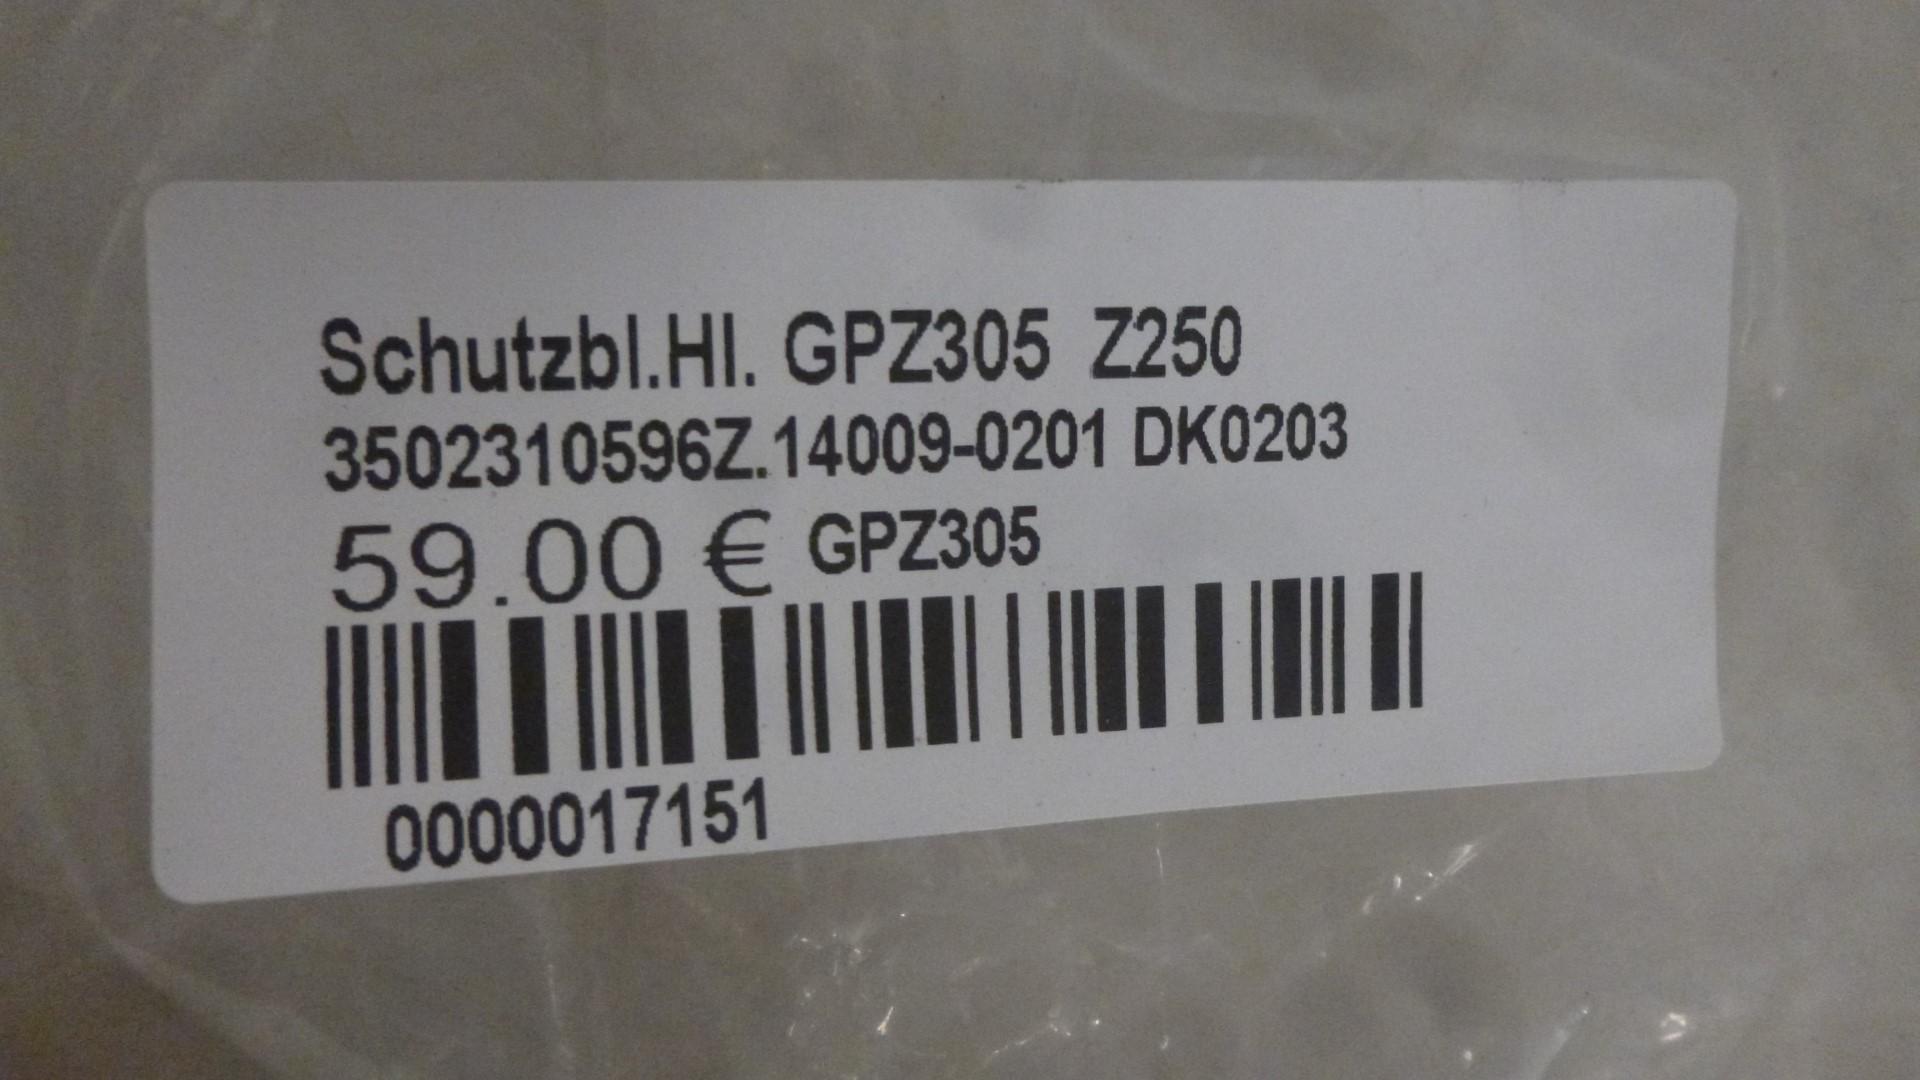 Schutzbl.Hl. GPZ305 Z250
3502310596Z.14009-0201 DK0203
59.00 € GPZ305
0000017151